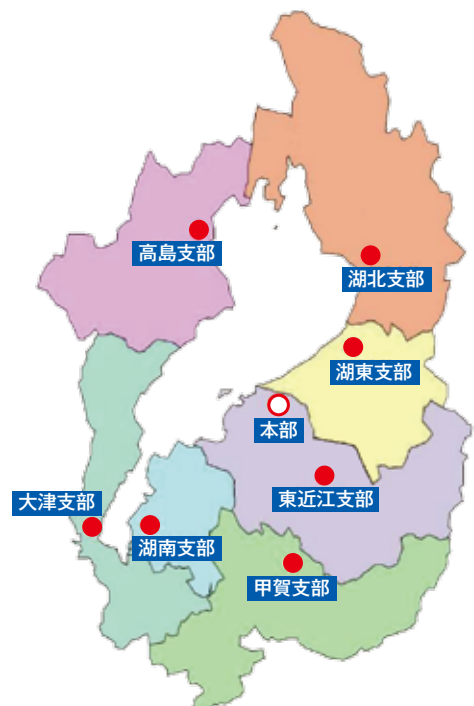 高島支部
湖北支部
湖東支部
本部
東近江支部
大津支部
湖南支部
甲賀支部